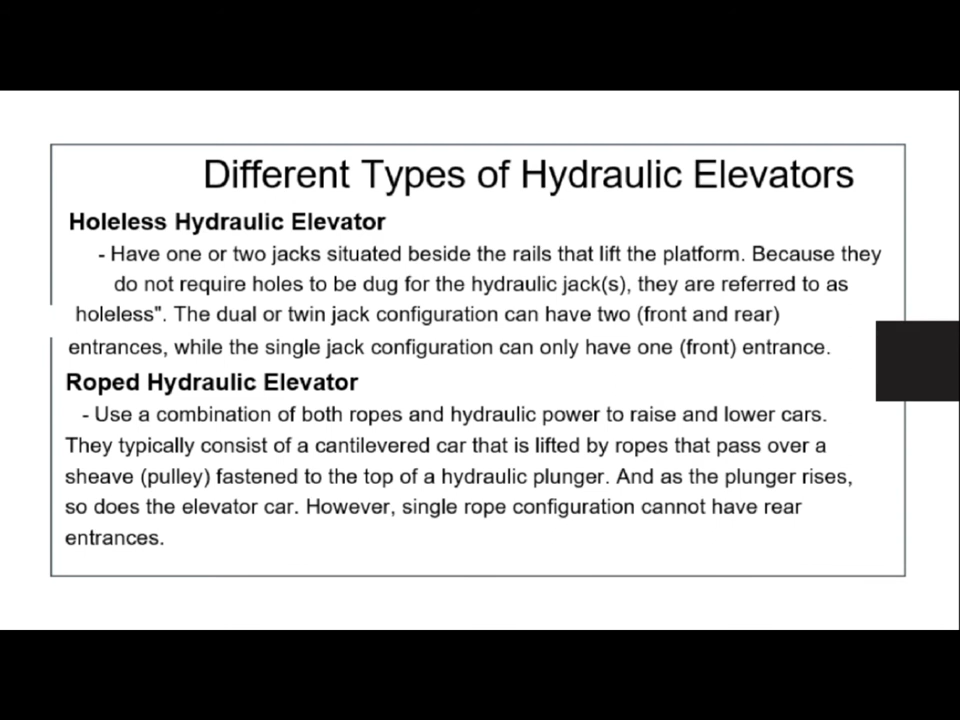 Different Types of Hydraulic Elevators
Holeless Hydraulic Elevator
- Have one or two jacks situated beside the rails that lift the platform. Because they
do not require holes to be dug for the hydraulic jack(s), they are referred to as
holeless". The dual or twin jack configuration can have two (front and rear)
entrances, while the single jack configuration can only have one (front) entrance.
Roped Hydraulic Elevator
- Use a combination of both ropes and hydraulic power to raise and lower cars.
They typically consist of a cantilevered car that is lifted by ropes that pass over a
sheave (pulley) fastened to the top of a hydraulic plunger. And as the plunger rises,
so does the elevator car. However, single rope configuration cannot have rear
entrances.